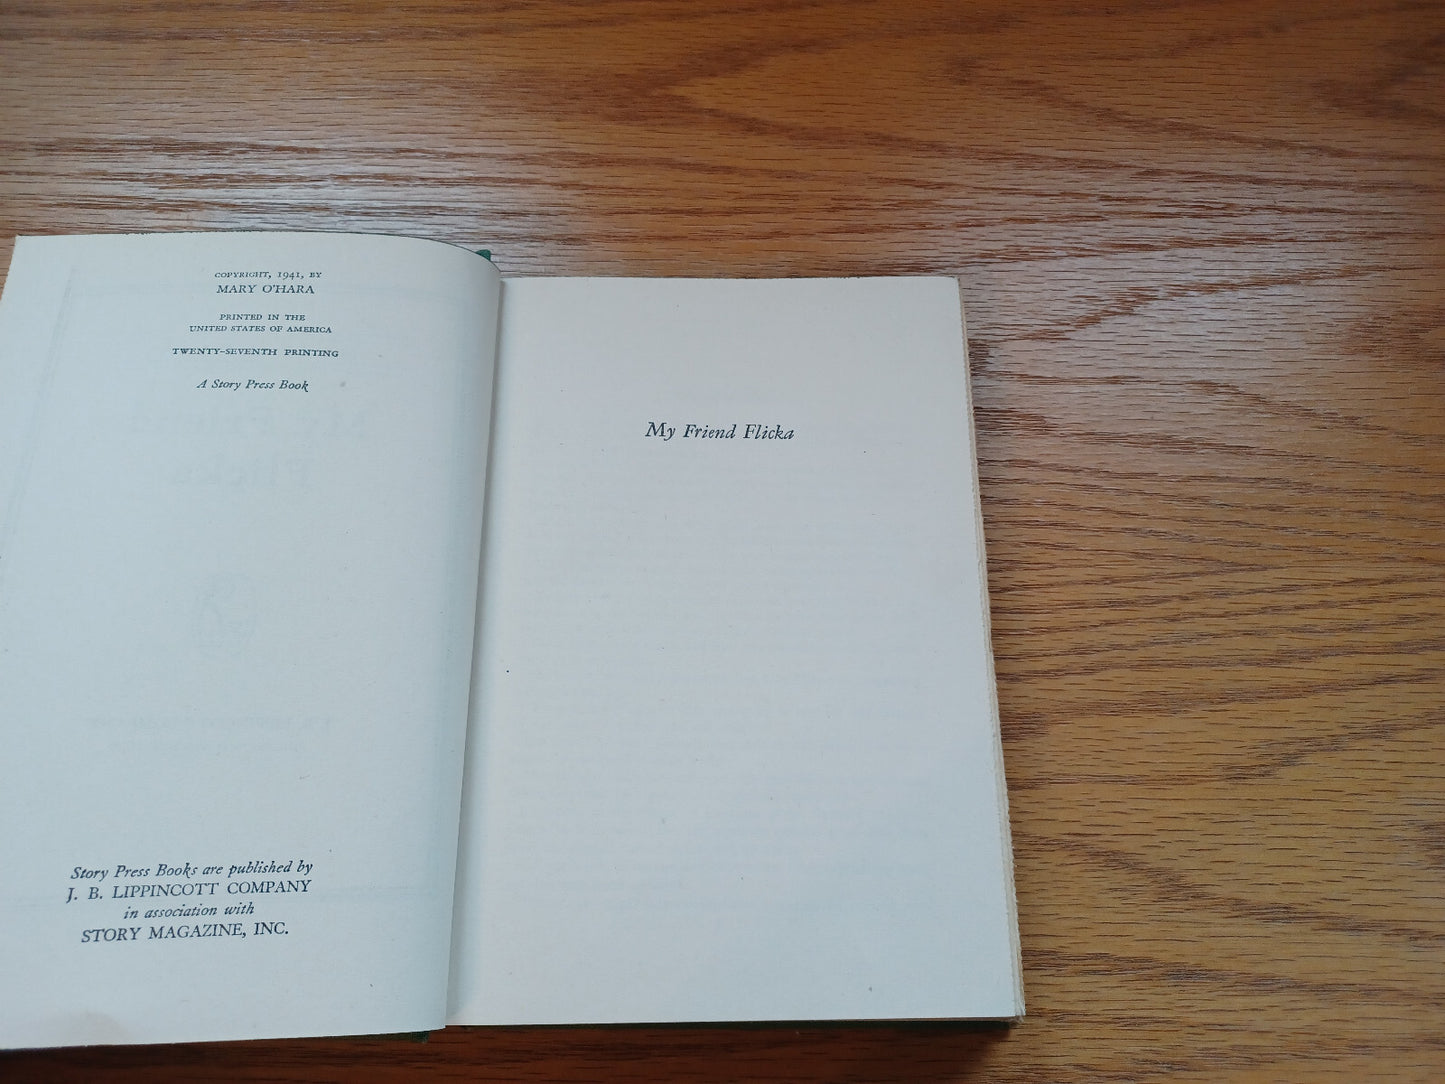 COPYRIGHT, 1941, BY
MARY O'HARA
PRINTED IN THE
UNITED STATES OF AMERICA
TWENTY-SEVENTH PRINTING
A Story Press Book
Story Press Books are published by
J. B. LIPPINCOTT COMPANY
in association with
STORY MAGAZINE, INC.
My Friend Flicka